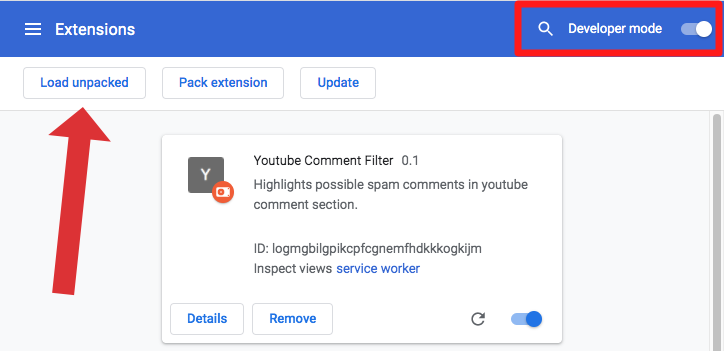 Extensions
Developer mode
Load unpacked
Pack extension
Update
Y
Youtube Comment Filter 0.1
Highlights possible spam comments in youtube
comment section.
ID: logmgbilgpikcpfcgnemfhdkkkogkijm
Inspect views service worker
Details
Remove